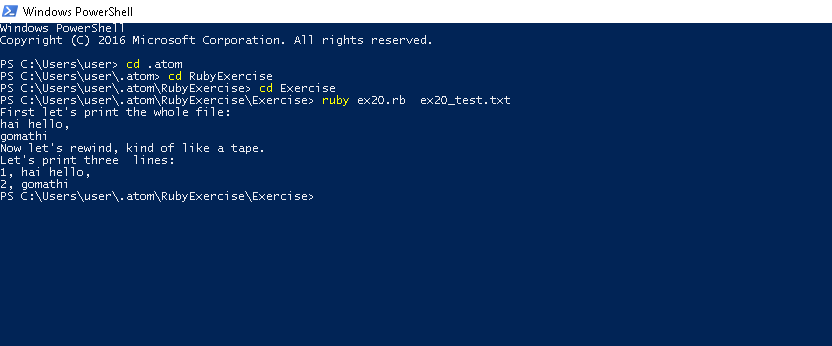 Windows PowerShell
Windows PowerShell
Copyright (C) 2016 Microsoft Corporation. All rights reserved.
PS C:\Users\user> cd .atom
PS C:\Users\user\.atom> cd RubyExercise
PS C:\Users\user\.atom\RubyExercise> cd Exercise
PS C:\Users\user\.atom\RubyExercise\Exercise> ruby ex20.rb  ex20_test.txt
First let's print the whole file:
hai hello,
gomathi
Now let's rewind, kind of like a tape.
Let's print three  lines:
1, hai hello,
2, gomathi
PS C:\Users\user\.atom\RubyExercise\Exercise>